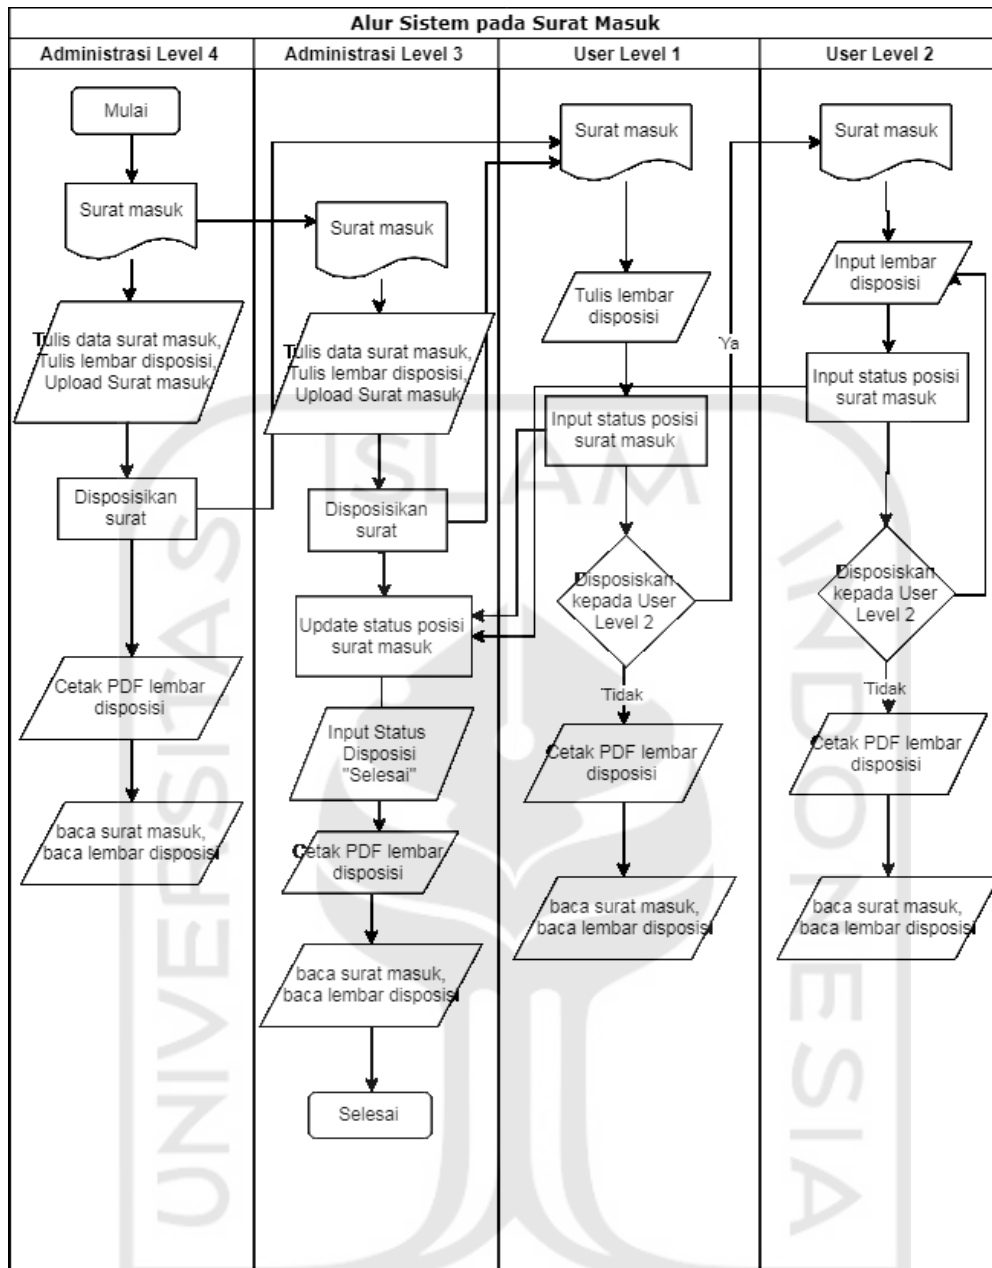 Alur Sistem pada Surat Masuk
Administrasi Level 4
Administrasi Level 3
User Level 1
User Level 2
Mulai
Surat masuk
Tulis data surat masuk,
Tulis lembar disposisi,
Upload Surat masuk
Disposisikan
surat
Cetak PDF lembar
disposisi
baca surat masuk,
baca lembar disposisi
Surat masuk
Tulis data surat masuk,
Tulis lembar disposisi,
Upload Surat masuk
Disposisikan
surat
Update status posisi
surat masuk
Input Status
Disposisi
"Selesai"
Cetak PDF lembar
disposisi
baca surat masuk,
baca lembar disposisi
Selesai
Surat masuk
Tulis lembar
disposisi
Input status posisi
surat masuk
Disposiskan
kepada User
Level 2
Ya
Tidak
Cetak PDF lembar
disposisi
baca surat masuk,
baca lembar disposisi
Surat masuk
Input lembar
disposisi
Input status posisi
surat masuk
Disposiskan
kepada User
Level 2
Tidak
Cetak PDF lembar
disposisi
baca surat masuk,
baca lembar disposisi
UNIVERSITAS
ISLAM
INDONESIA